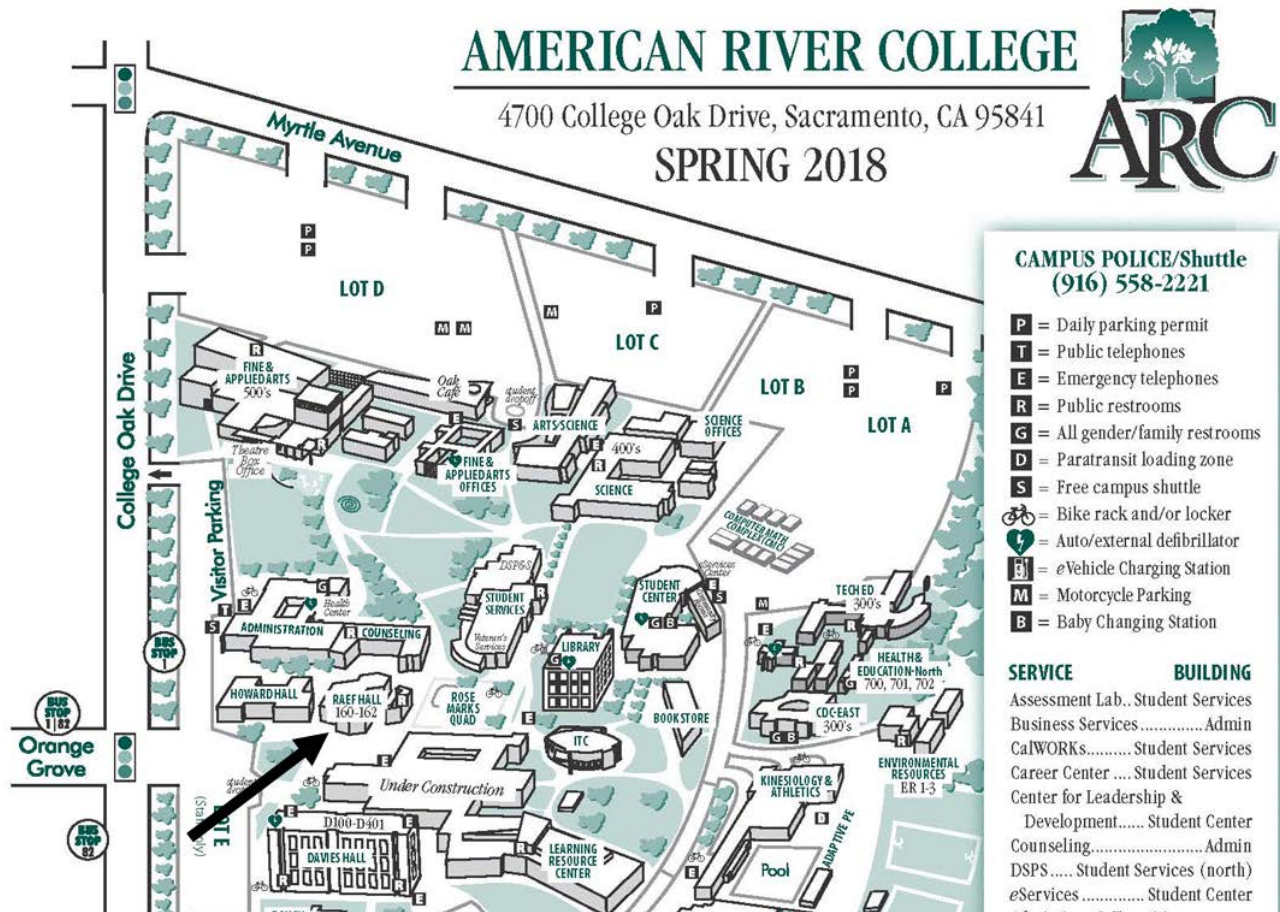 AMERICAN RIVER COLLEGE
4700 College Oak Drive, Sacramento, CA 95841
SPRING 2018
ARC
Myrtle Avenue
College Oak Drive
Visitor Parking
Orange
Grove
BUS
STOP
1
BUS
STOP
1 82
BUS
STOP
82
P
P
LOT D
M M
M
P
LOT C
LOT B
P
P
P
LOT A
R
FINE &
APPLIED ARTS
500's
Oak
Café
student
dropoff
E
S
ARTS/SCIENCE
SCIENCE
OFFICES
E
400's
R
R
Theatre
Box
Office
FINE &
APPLIED ARTS
OFFICES
SCIENCE
COMPUTER MATH
COMPLEX (CMC)
DSP&S
STUDENT
SERVICES
R
Veteran's
Services
STUDENT
CENTER
eServices
Center
E
S
G B
M
TECH ED
300's
R
E
T E
S
G
Health
Center
ADMINISTRATION
R
COUNSELING
LIBRARY
G
HEALTH &
EDUCATION-North
700, 701, 702
R
G
HOWARD HALL
RAEF HALL
160-162
R
ROSE
MARKS
QUAD
BOOKSTORE
CDC-EAST
300's
G B
R
E
ITC
E
Under Construction
ENVIRONMENTAL
RESOURCES
ER 1-3
KINESIOLOGY &
ATHLETICS
D
ADAPTIVE PE
E
D100-D401
E
DAVIES HALL
R
R
E
R
LEARNING
RESOURCE
CENTER
E
Pool
CAMPUS POLICE/Shuttle
(916) 558-2221
P = Daily parking permit
T = Public telephones
E = Emergency telephones
R = Public restrooms
G = All gender/family restrooms
D = Paratransit loading zone
S = Free campus shuttle
= Bike rack and/or locker
= Auto/external defibrillator
= eVehicle Charging Station
M = Motorcycle Parking
B = Baby Changing Station
SERVICE BUILDING
Assessment Lab.. Student Services
Business Services .............. Admin
CalWORKs......... Student Services
Career Center .... Student Services
Center for Leadership &
Development...... Student Center
Counseling......................... Admin
DSPS ..... Student Services (north)
eServices ............... Student Center